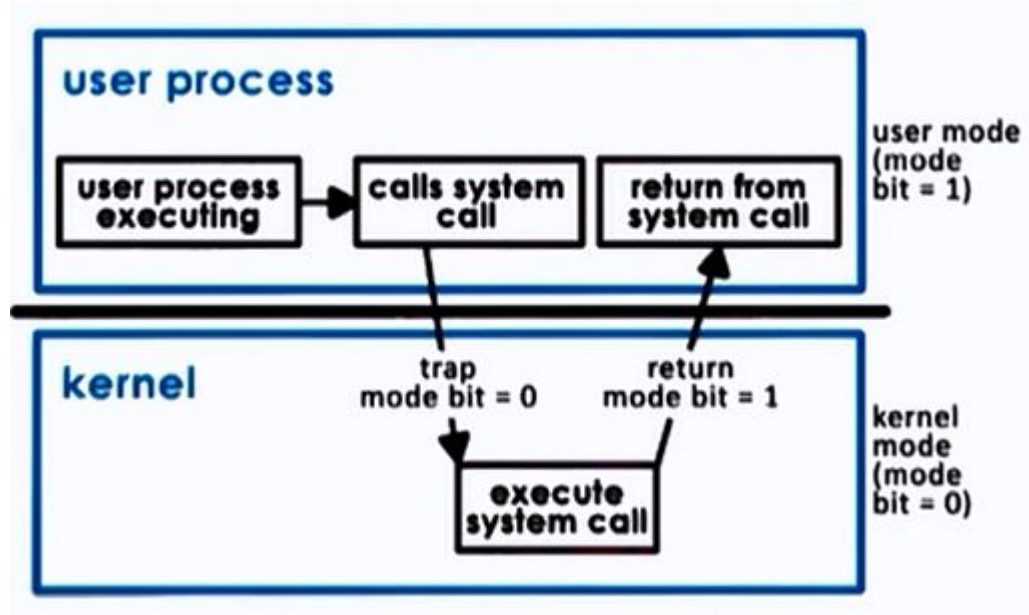 user process
user process
executing
calls system
call
return from
system call
user mode
(mode
bit = 1)
kernel
trap
mode bit = 0
return
mode bit = 1
execute
system call
kernel
mode
(mode
bit = 0)